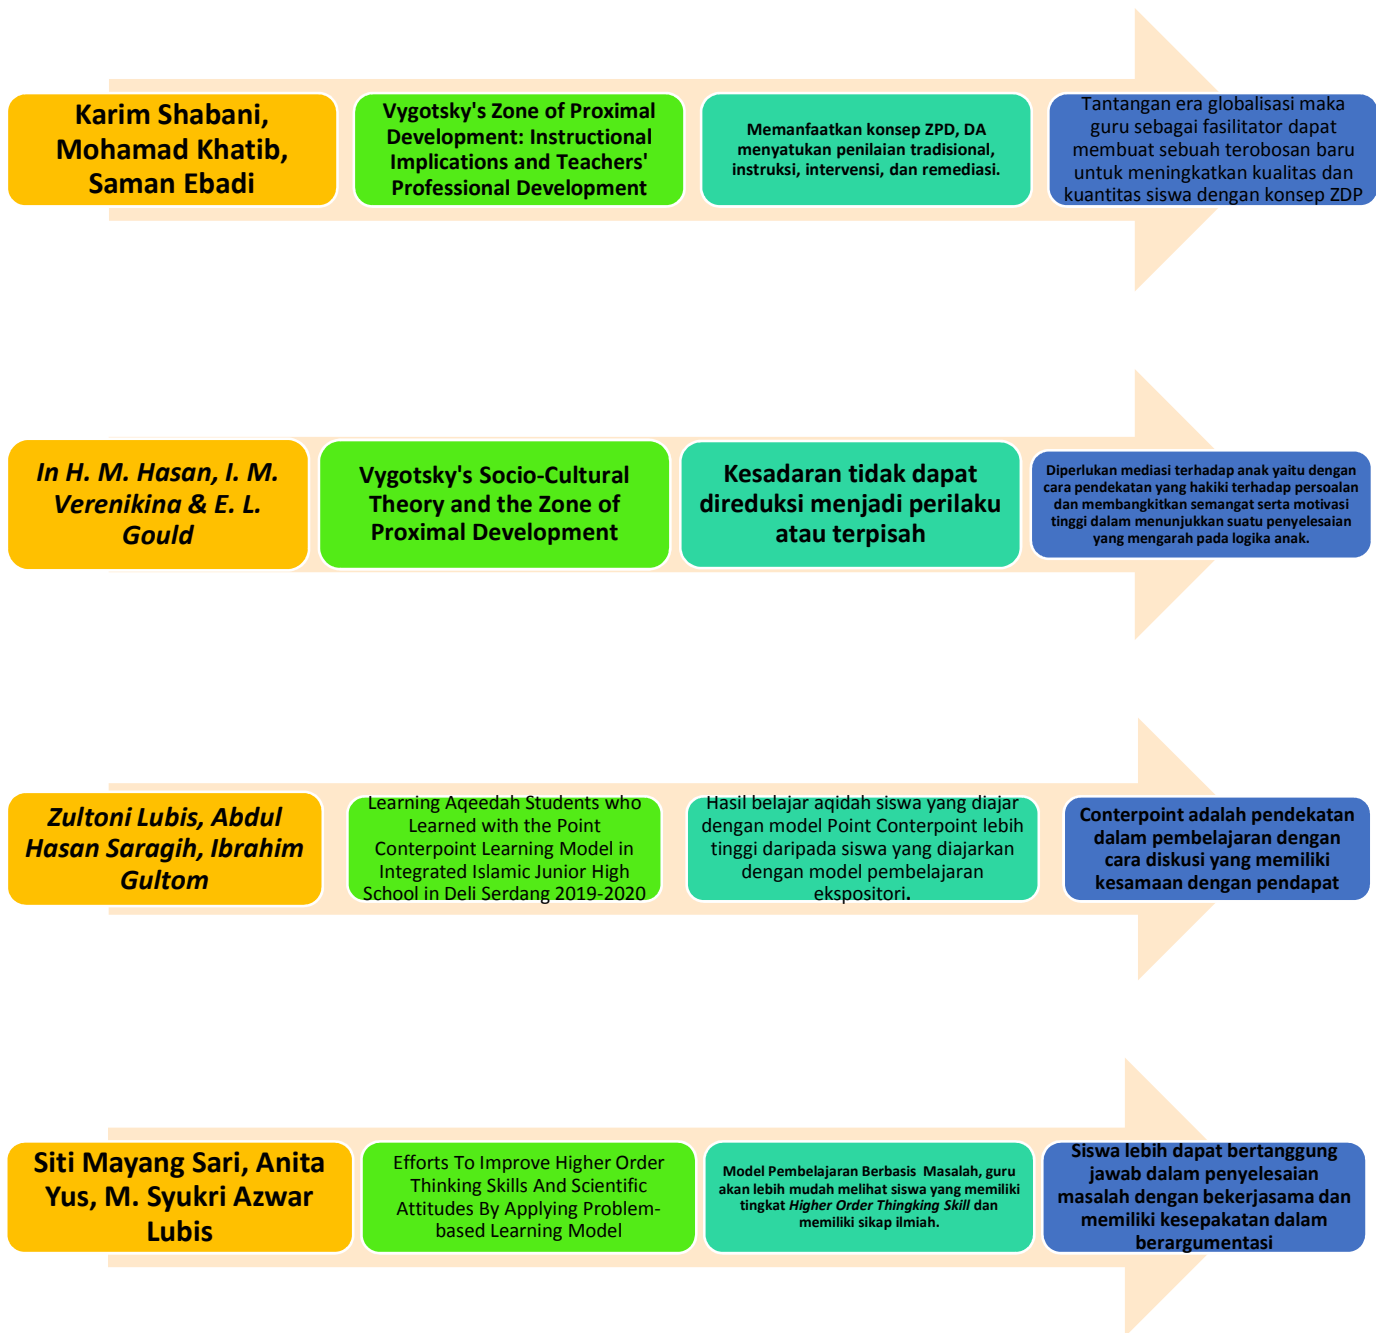 Karim Shabani,
Mohamad Khatib,
Saman Ebadi
Vygotsky's Zone of Proximal
Development: Instructional
Implications and Teachers'
Professional Development
Memanfaatkan konsep ZPD, DA
menyatukan penilaian tradisional,
instruksi, intervensi, dan remediasi.
Tantangan era globalisasi maka
guru sebagai fasilitator dapat
membuat sebuah terobosan baru
untuk meningkatkan kualitas dan
kuantitas siswa dengan konsep ZDP
In H. M. Hasan, I. M.
Verenikina & E. L.
Gould
Vygotsky's Socio-Cultural
Theory and the Zone of
Proximal Development
Kesadaran tidak dapat
direduksi menjadi perilaku
atau terpisah
Diperlukan mediasi terhadap anak yaitu dengan
cara pendekatan yang hakiki terhadap persoalan
dan membangkitkan semangat serta motivasi
tinggi dalam menunjukkan suatu penyelesaian
yang mengarah pada logika anak.
Zultoni Lubis, Abdul
Hasan Saragih, Ibrahim
Gultom
Learning Aqeedah Students who
Learned with the Point
Conterpoint Learning Model in
Integrated Islamic Junior High
School in Deli Serdang 2019-2020
Hasil belajar aqidah siswa yang diajar
dengan model Point Conterpoint lebih
tinggi daripada siswa yang diajarkan
dengan model pembelajaran
ekspositori.
Conterpoint adalah pendekatan
dalam pembelajaran dengan
cara diskusi yang memiliki
kesamaan dengan pendapat
Siti Mayang Sari, Anita
Yus, M. Syukri Azwar
Lubis
Efforts To Improve Higher Order
Thinking Skills And Scientific
Attitudes By Applying Problem-
based Learning Model
Model Pembelajaran Berbasis Masalah, guru
akan lebih mudah melihat siswa yang memiliki
tingkat Higher Order Thingking Skill dan
memiliki sikap ilmiah.
Siswa lebih dapat bertanggung
jawab dalam penyelesaian
masalah dengan bekerjasama dan
memiliki kesepakatan dalam
berargumentasi